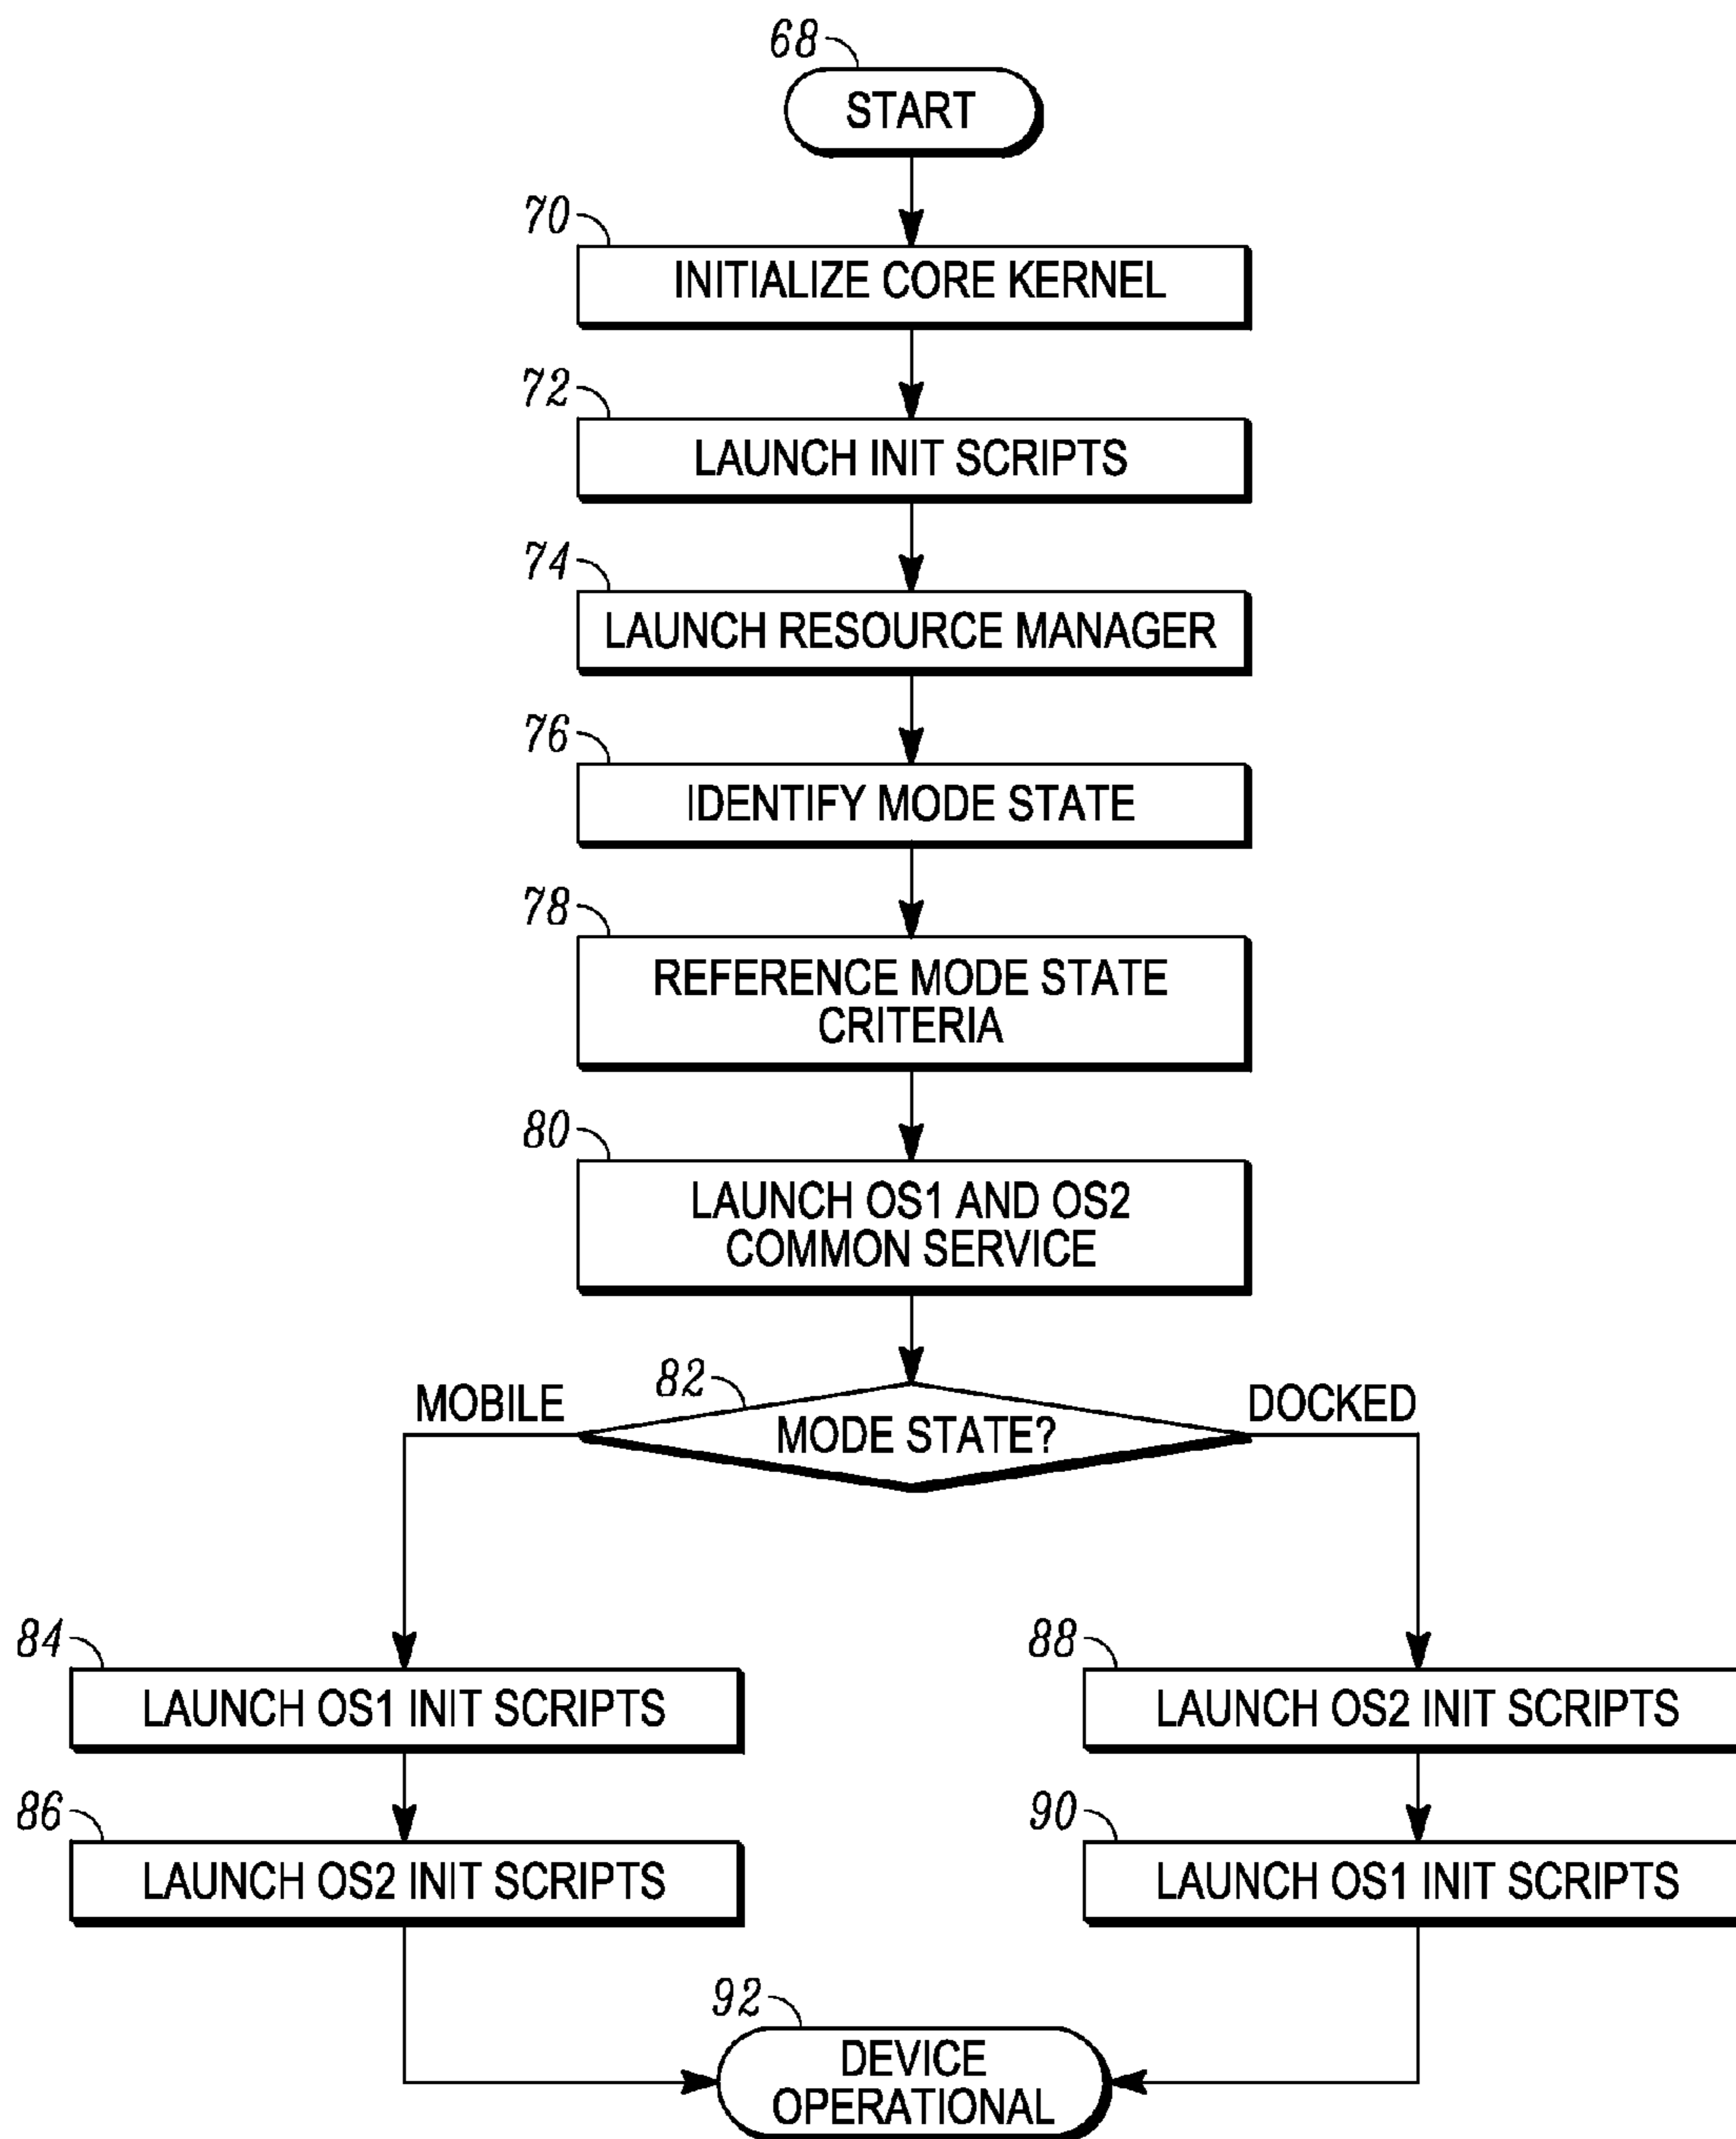 68
START
70
INITIALIZE CORE KERNEL
72
LAUNCH INIT SCRIPTS
74
LAUNCH RESOURCE MANAGER
76
IDENTIFY MODE STATE
78
REFERENCE MODE STATE
CRITERIA
80
LAUNCH OS1 AND OS2
COMMON SERVICE
82
MOBILE
MODE STATE?
DOCKED
84
LAUNCH OS1 INIT SCRIPTS
86
LAUNCH OS2 INIT SCRIPTS
88
LAUNCH OS2 INIT SCRIPTS
90
LAUNCH OS1 INIT SCRIPTS
92
DEVICE
OPERATIONAL